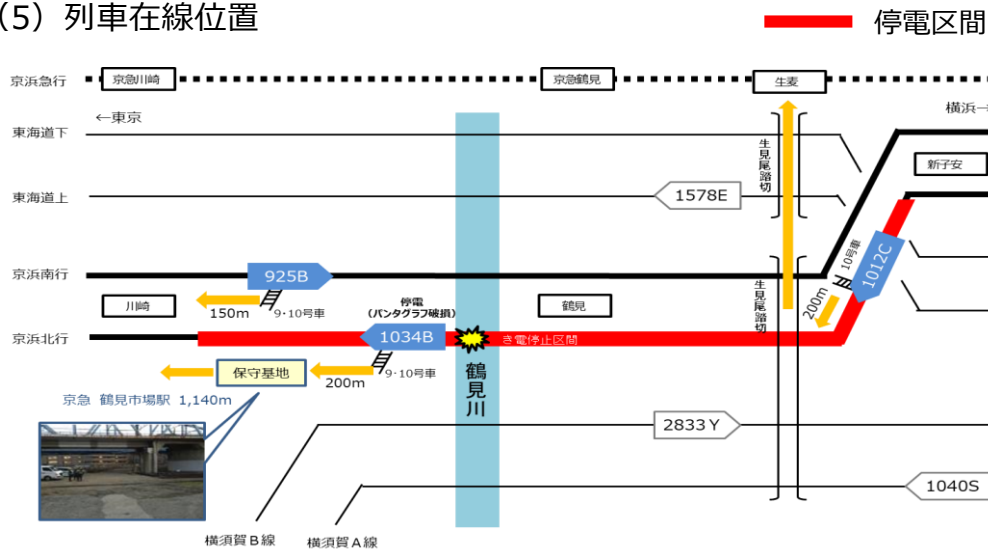 （5）列車在線位置
停電区間
京浜急行
京急川崎
京急鶴見
生麦
←東京
横浜→
東海道下
生見尾踏切
新子安
東海道上
1578E
京浜南行
925B
10号車
1012C
川崎
150m
9・10号車
停電
(パンタグラフ破損)
鶴見
生見尾踏切
200m
京浜北行
1034B
き電停止区間
保守基地
200m
9・10号車
鶴見川
京急 鶴見市場駅 1,140m
2833Y
1040S
横須賀B線
横須賀A線